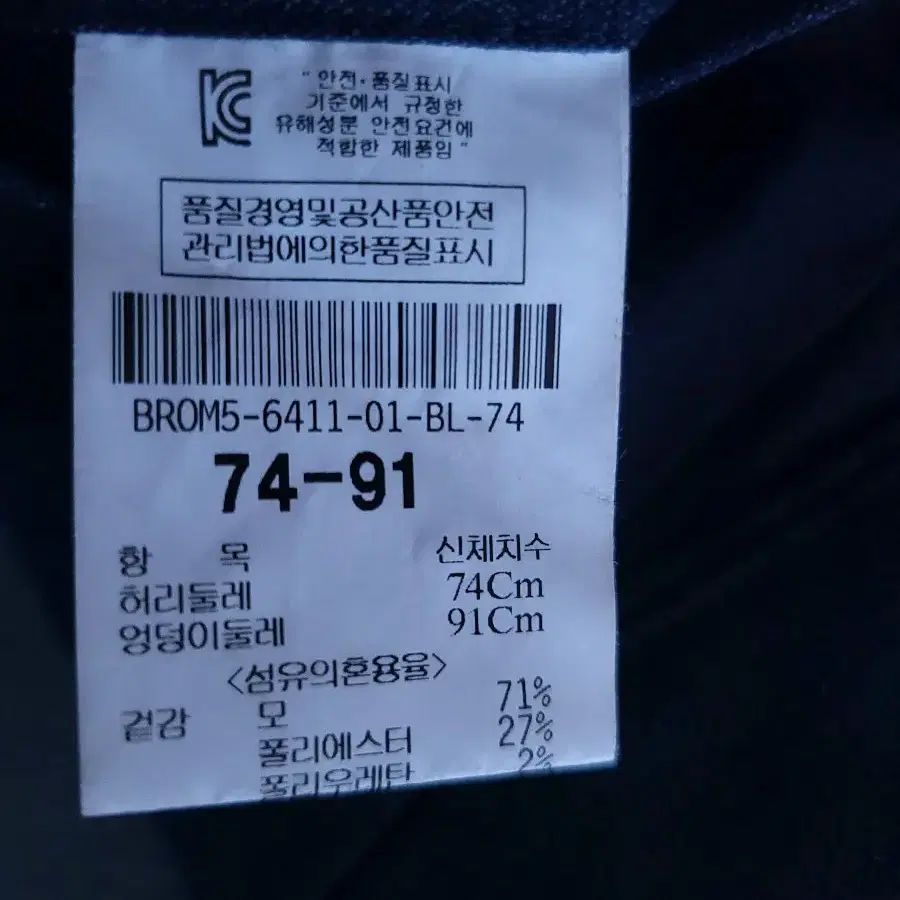 KC
"안전·품질표시
기준에서 규정한
유해성분 안전요건에
적합한 제품임"
품질경영및공산품안전
관리법에의한품질표시
BROM5-6411-01-BL-74
74-91
항 목 신체치수
허리둘레 74Cm
엉덩이둘레 91Cm
<섬유의혼용율>
겉감 모 71%
폴리에스터 27%
폴리우레탄 2%